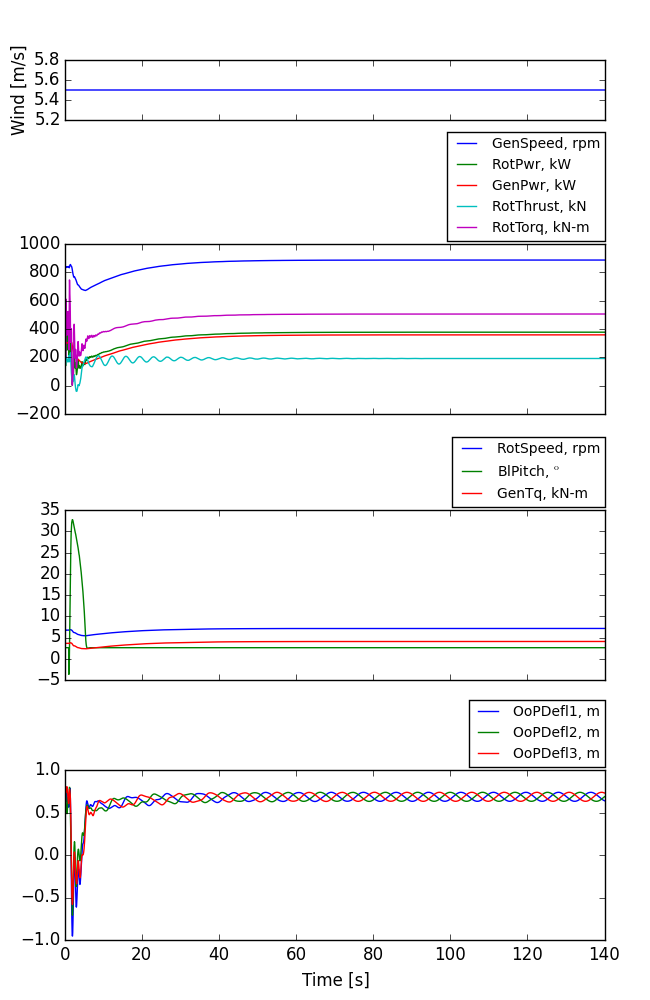 Wind [m/s]
5.8
5.6
5.4
5.2
GenSpeed, rpm
RotPwr, kW
GenPwr, kW
RotThrust, kN
RotTorq, kN-m
1000
800
600
400
200
0
−200
RotSpeed, rpm
BlPitch, °
GenTq, kN-m
35
30
25
20
15
10
5
0
−5
OoPDefl1, m
OoPDefl2, m
OoPDefl3, m
1.0
0.5
0.0
−0.5
−1.0
0 20 40 60 80 100 120 140
Time [s]